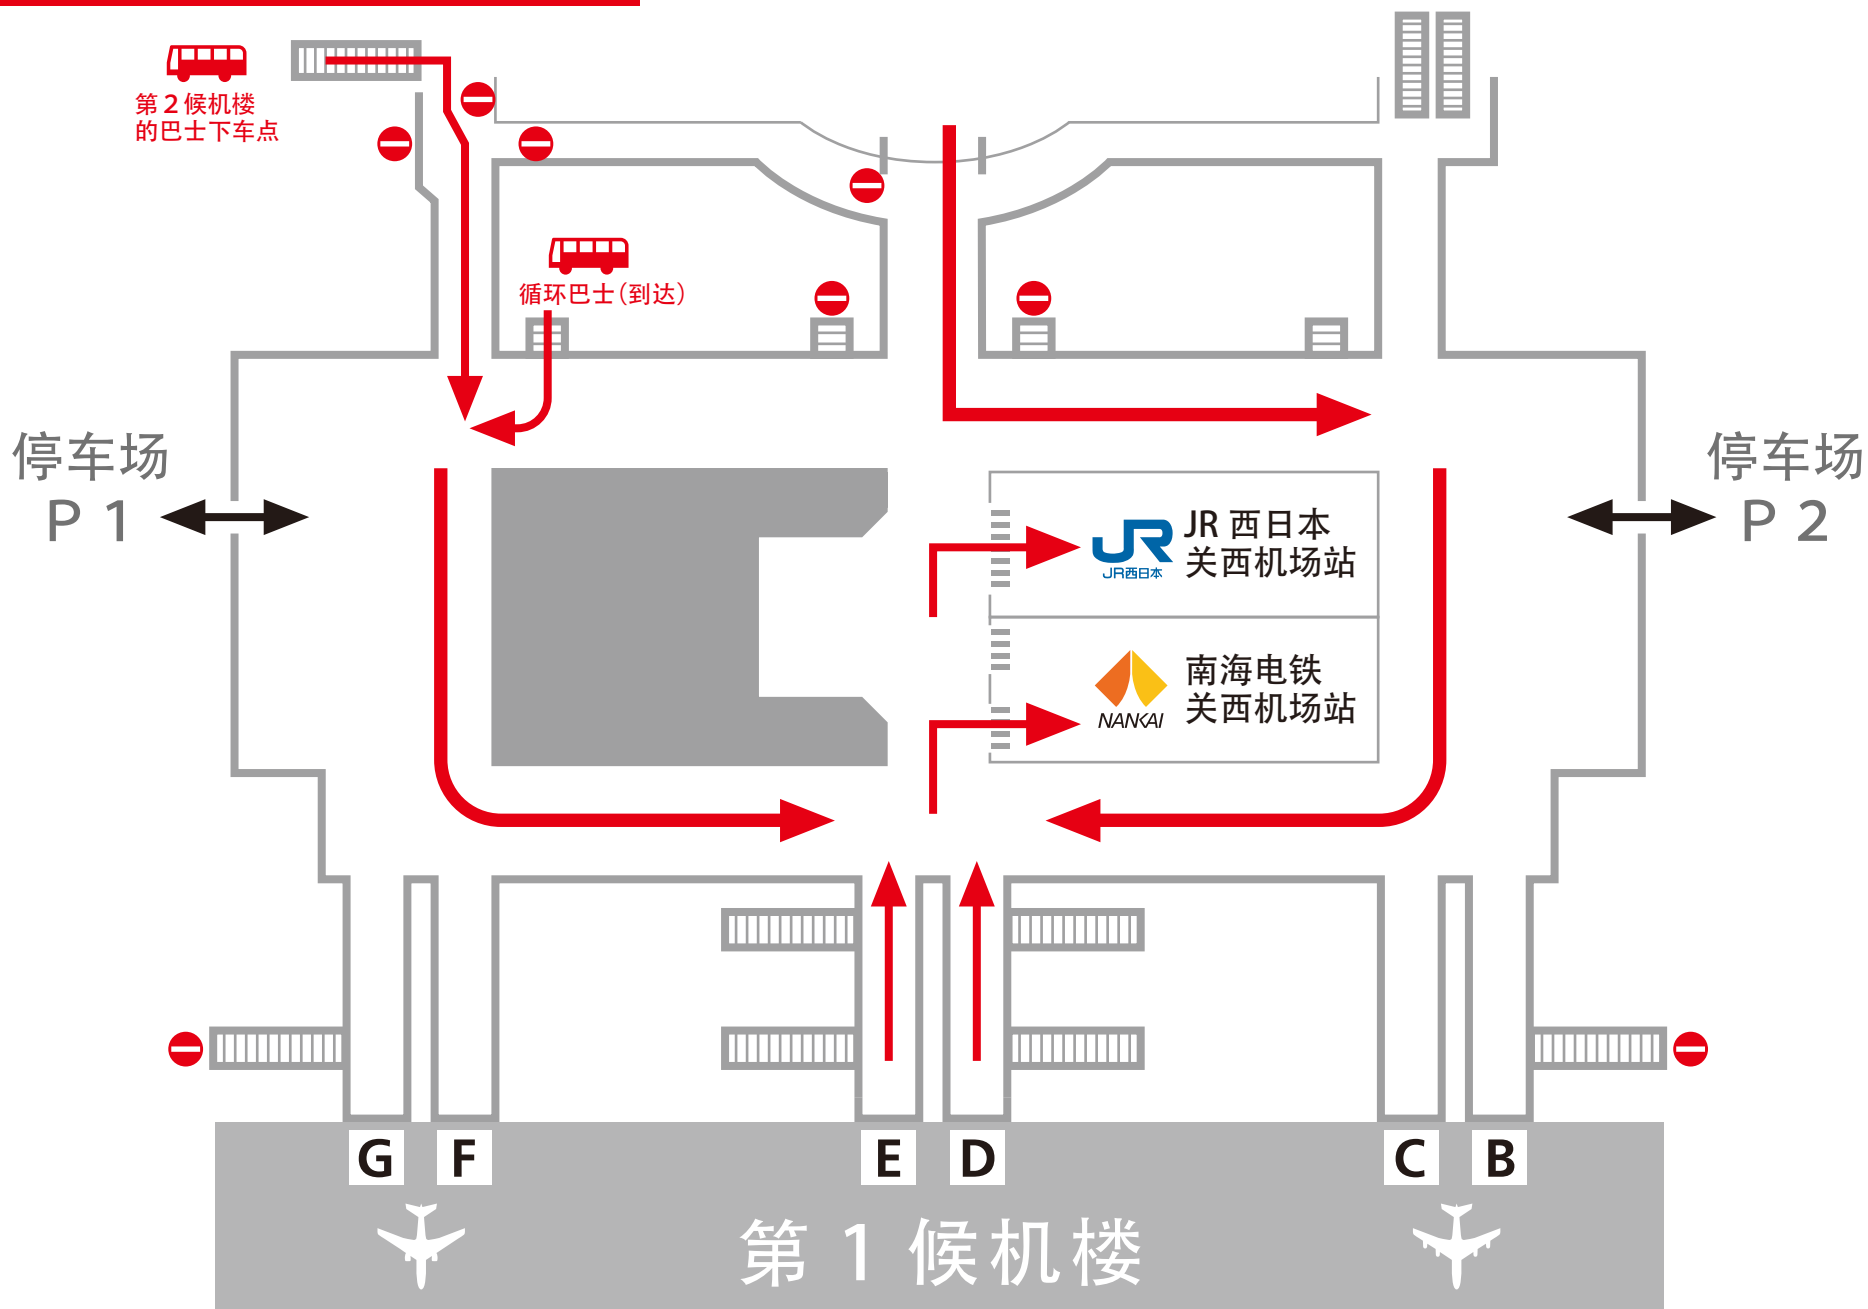 第2候机楼
的巴士下车点
循环巴士(到达)
停车场
P 1
停车场
P 2
JR西日本
JR 西日本
关西机场站
NANKAI
南海电铁
关西机场站
G
F
E
D
C
B
第 1 候机楼